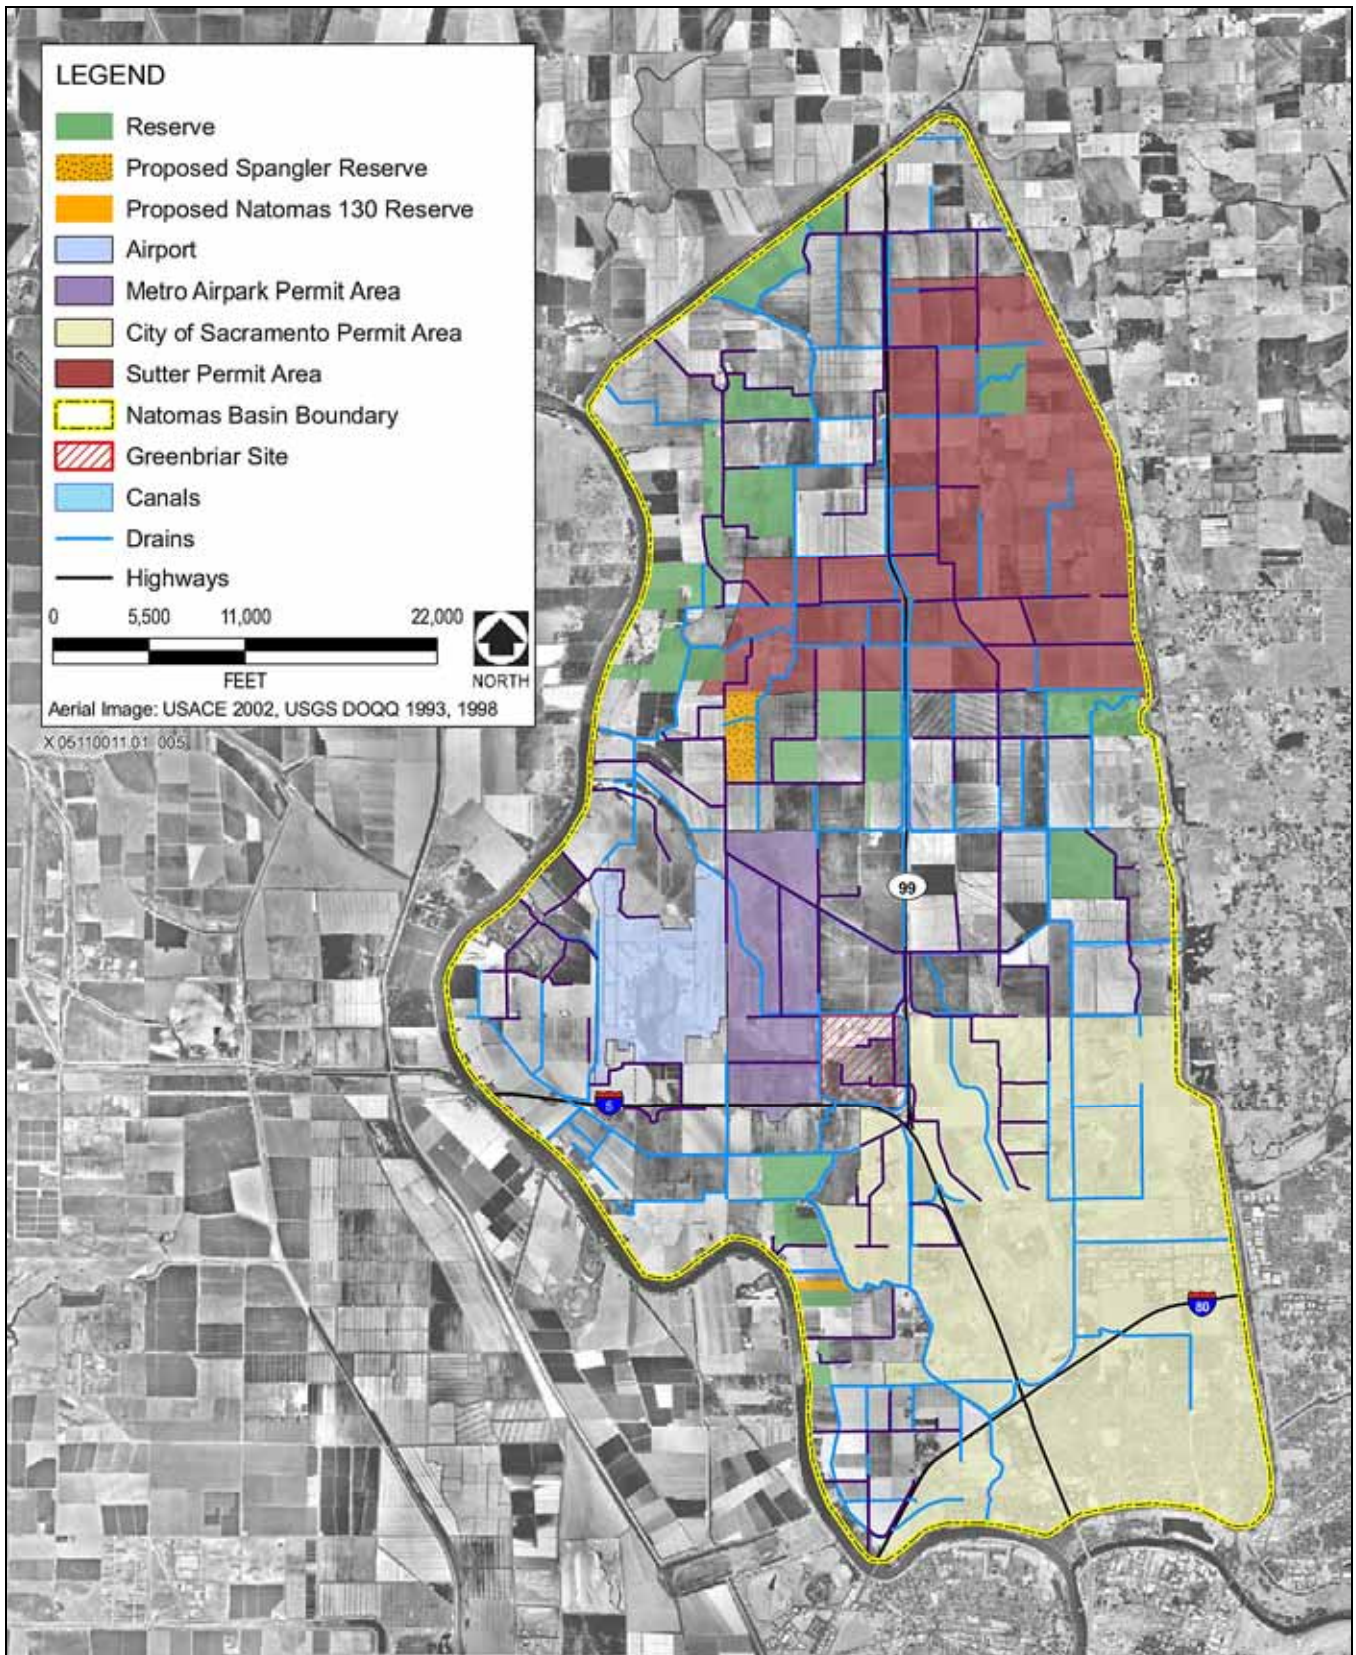 LEGEND
Reserve
Proposed Spangler Reserve
Proposed Natomas 130 Reserve
Airport
Metro Airpark Permit Area
City of Sacramento Permit Area
Sutter Permit Area
Natomas Basin Boundary
Greenbriar Site
Canals
Drains
Highways
0 5,500 11,000 22,000
FEET
NORTH
Aerial Image: USACE 2002, USGS DOQQ 1993, 1998
X 05110011.01 005
99
5
80